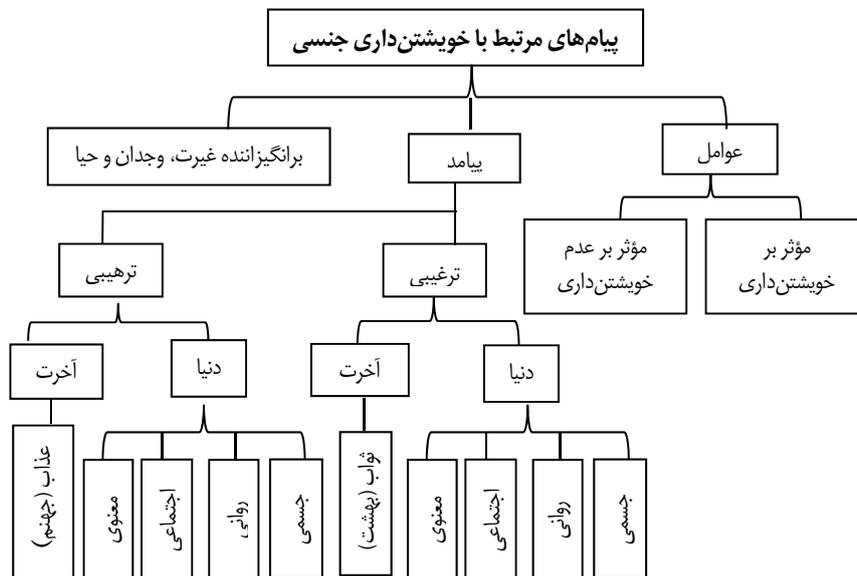 پیام‌های مرتبط با خویشتن‌داری جنسی
عوامل
پیامد
برانگیزاننده غیرت، وجدان و حیا
مؤثر بر
خویشتن‌داری
مؤثر بر عدم
خویشتن‌داری
ترغیبی
ترهیبی
دنیا
آخرت
دنیا
آخرت
جسمی
روانی
اجتماعی
معنوی
ثواب (بهشت)
جسمی
روانی
اجتماعی
معنوی
عذاب (جهنم)